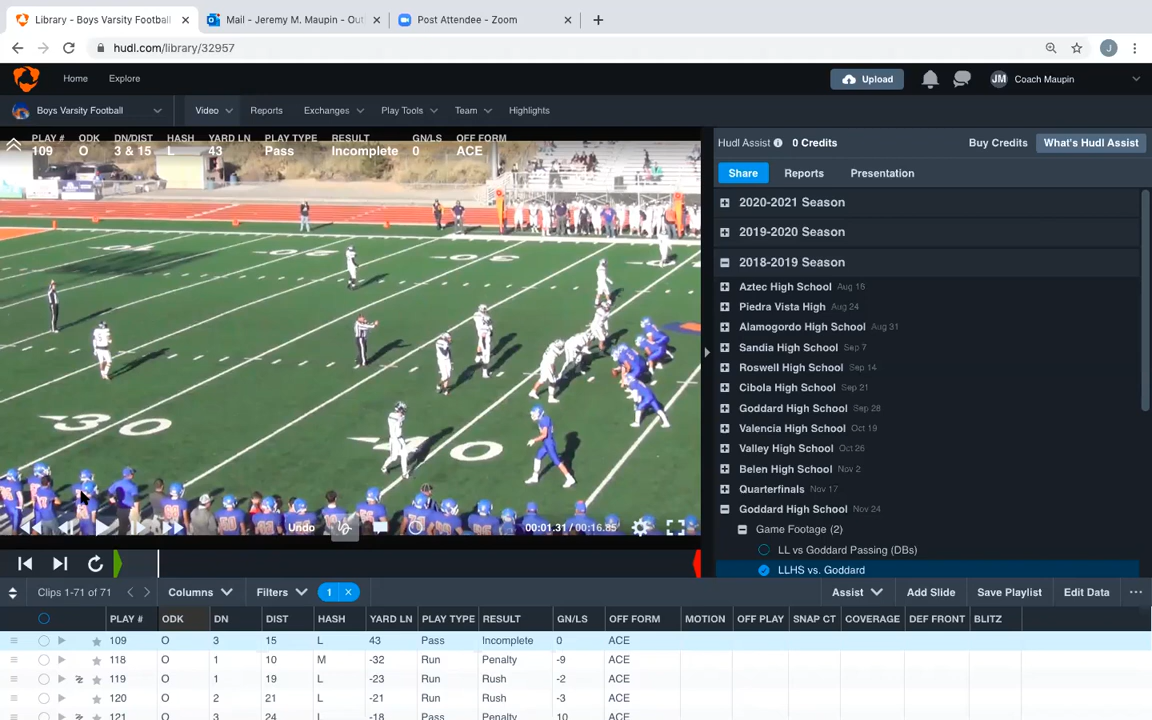 Library - Boys Varsity Football
Mail - Jeremy M. Maupin - Out
Post Attendee - Zoom
hudl.com/library/32957
J
Home
Explore
Upload
JM
Coach Maupin
Boys Varsity Football
Video
Reports
Exchanges
Play Tools
Team
Highlights
PLAY # ODK DN/DIST HASH YARD LN PLAY TYPE RESULT GN/LS OFF FORM
109 O 3 & 15 L 43 Pass Incomplete 0 ACE
Hudl Assist
0 Credits
Buy Credits
What's Hudl Assist
Share
Reports
Presentation
2020-2021 Season
2019-2020 Season
2018-2019 Season
Aztec High School Aug 18
Piedra Vista High Aug 24
Alamogordo High School Aug 31
Sandia High School Sep 7
Roswell High School Sep 14
Cibola High School Sep 21
Goddard High School Sep 28
Valencia High School Oct 19
Valley High School Oct 26
Belen High School Nov 2
Quarterfinals Nov 17
Goddard High School Nov 24
Game Footage (2)
LL vs Goddard Passing (DBs)
LLHS vs. Goddard
30
40
Undo
00:01.31 / 00:16.85
Clips 1-71 of 71
Columns
Filters
1 ×
Assist
Add Slide
Save Playlist
Edit Data
PLAY # ODK DN DIST HASH YARD LN PLAY TYPE RESULT GN/LS OFF FORM MOTION OFF PLAY SNAP CT COVERAGE DEF FRONT BLITZ
109 O 3 15 L 43 Pass Incomplete 0 ACE
118 O 1 10 M -32 Run Penalty -9 ACE
119 O 1 19 L -23 Run Rush -2 ACE
120 O 2 21 L -21 Run Rush -3 ACE
121 O 3 24 L -18 Pass Penalty 10 ACE